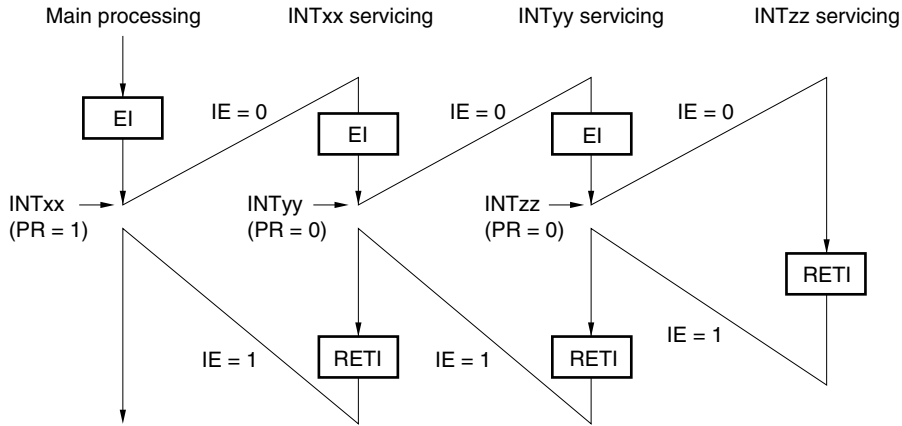 Main processing
INTxx servicing
INTyy servicing
INTzz servicing
EI
IE = 0
EI
IE = 0
EI
IE = 0
INTxx
(PR = 1)
INTyy
(PR = 0)
INTzz
(PR = 0)
RETI
IE = 1
RETI
IE = 1
RETI
IE = 1